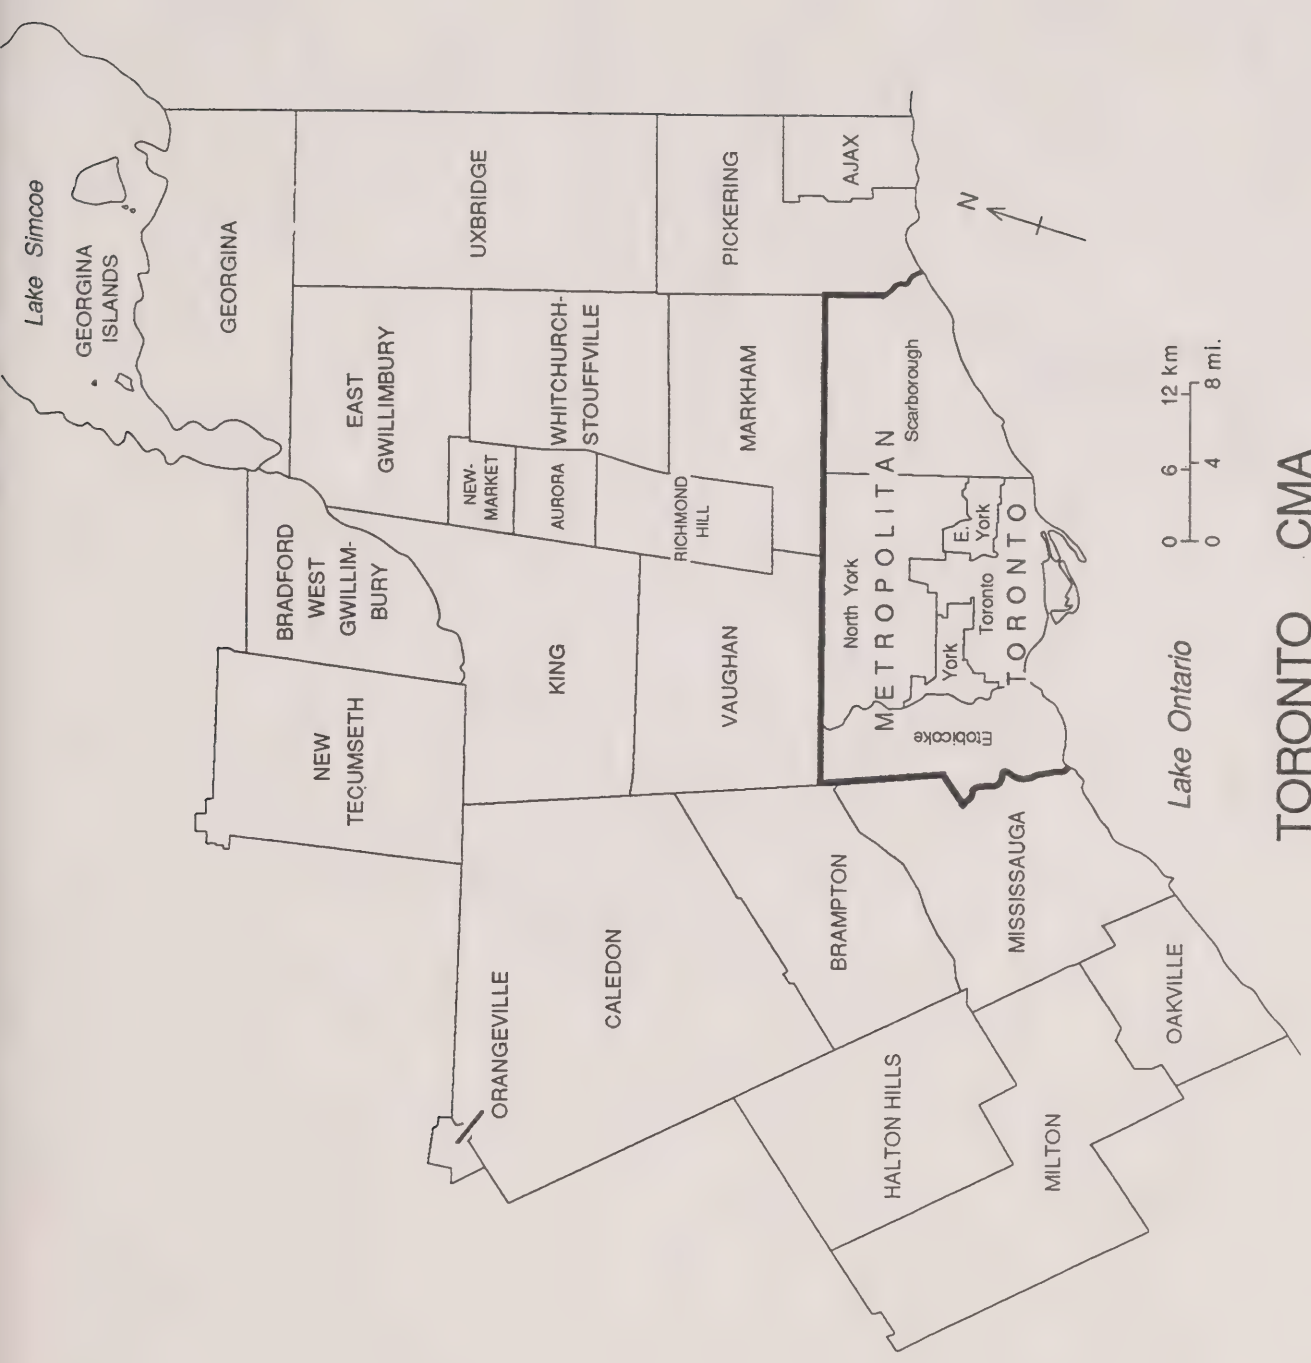 Lake Simcoe
GEORGINA
ISLANDS
GEORGINA
UXBRIDGE
PICKERING
AJAX
EAST
GWILLIMBURY
WHITCHURCH-
STOUFFVILLE
MARKHAM
NEW-
MARKET
AURORA
RICHMOND
HILL
BRADFORD
WEST
GWILLIM-
BURY
KING
VAUGHAN
NEW
TECUMSETH
ORANGEVILLE
CALEDON
BRAMPTON
MISSISSAUGA
HALTON HILLS
MILTON
OAKVILLE
METROPOLITAN
TORONTO
Scarborough
North York
E.
York
York
Toronto
Etobicoke
N
Lake Ontario
0 6 12 km
0 4 8 mi.
TORONTO CMA